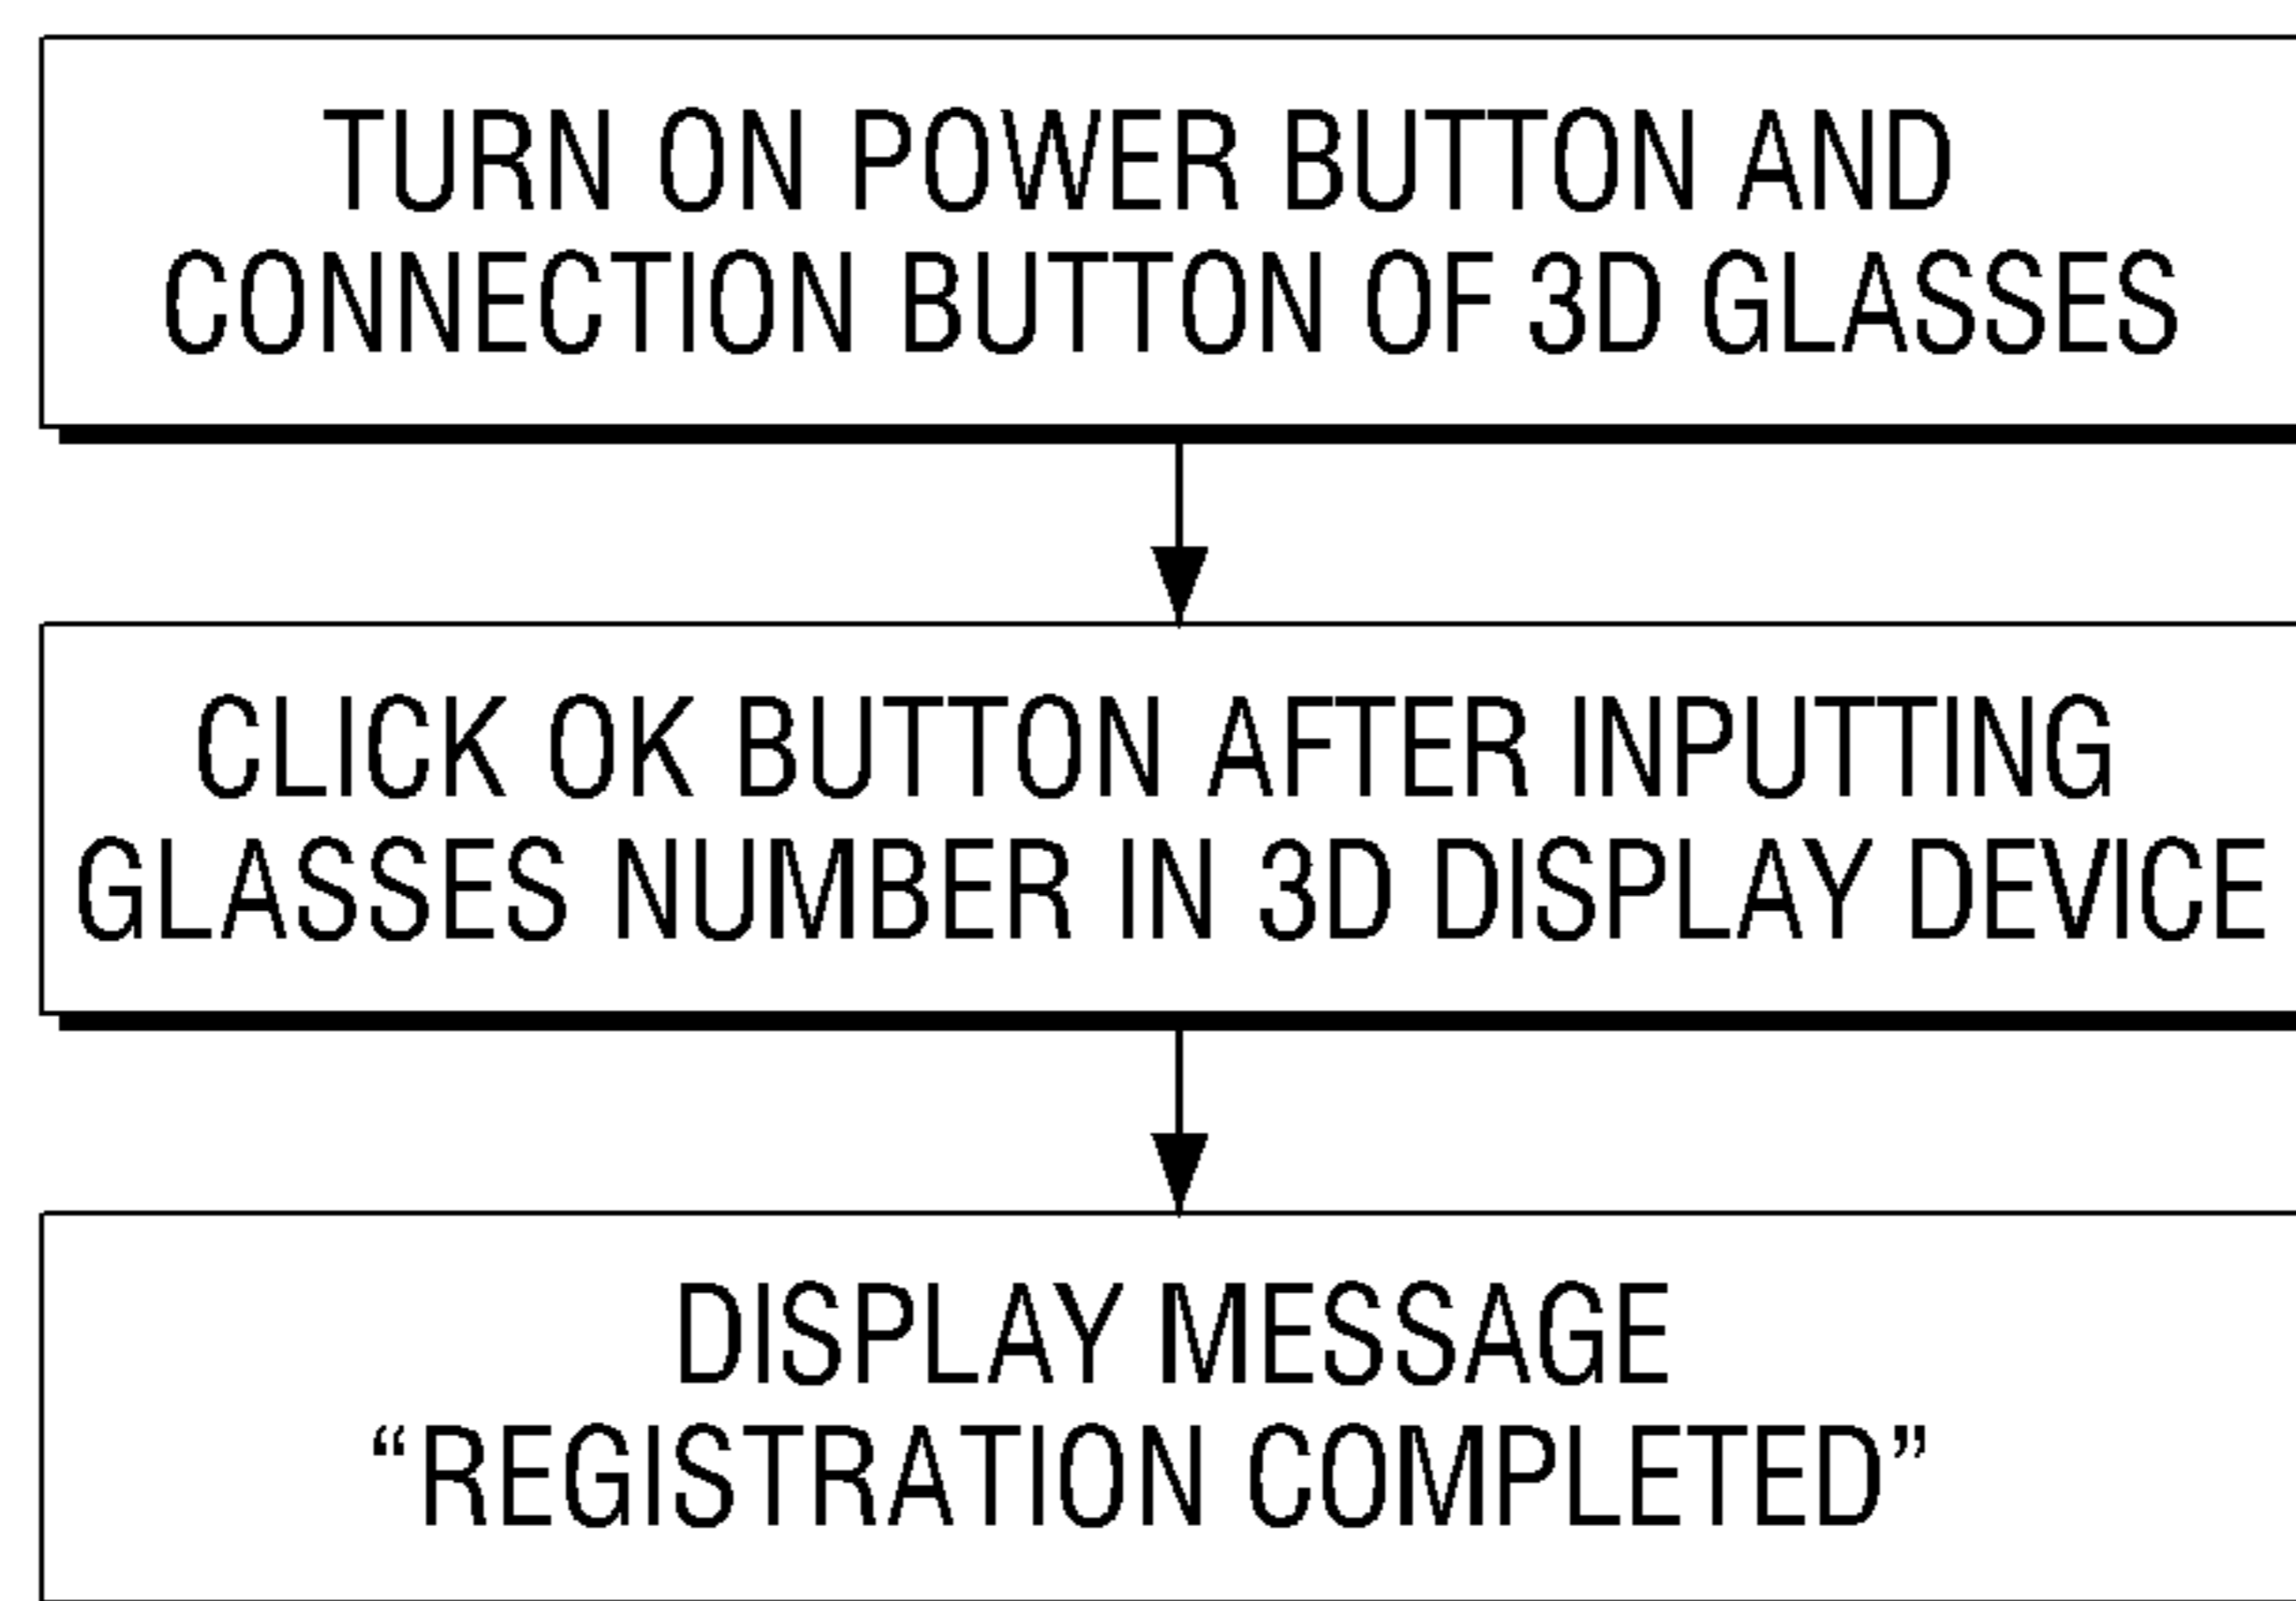 TURN ON POWER BUTTON AND
CONNECTION BUTTON OF 3D GLASSES
CLICK OK BUTTON AFTER INPUTTING
GLASSES NUMBER IN 3D DISPLAY DEVICE
DISPLAY MESSAGE
“REGISTRATION COMPLETED”